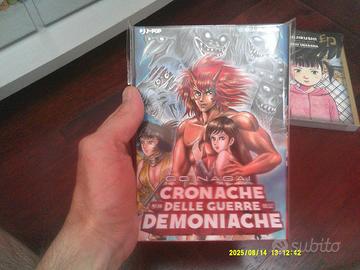 J-POP
GO NAGAI
CRONACHE
DELLE GUERRE
DEMONIACHE
2025/08/14 13:12:42
subito